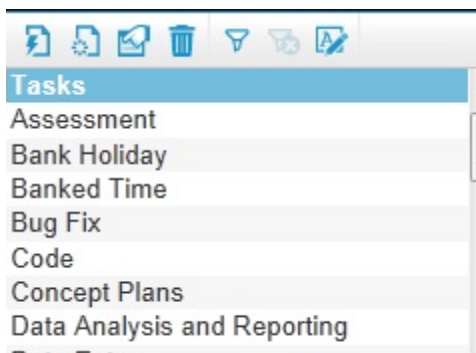 Tasks
Assessment
Bank Holiday
Banked Time
Bug Fix
Code
Concept Plans
Data Analysis and Reporting